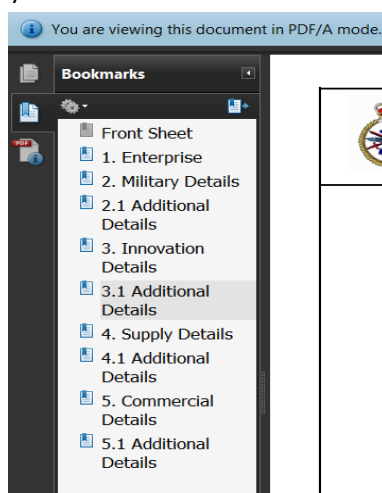 You are viewing this document in PDF/A mode.
Bookmarks
Front Sheet
1. Enterprise
2. Military Details
2.1 Additional
Details
3. Innovation
Details
3.1 Additional
Details
4. Supply Details
4.1 Additional
Details
5. Commercial
Details
5.1 Additional
Details